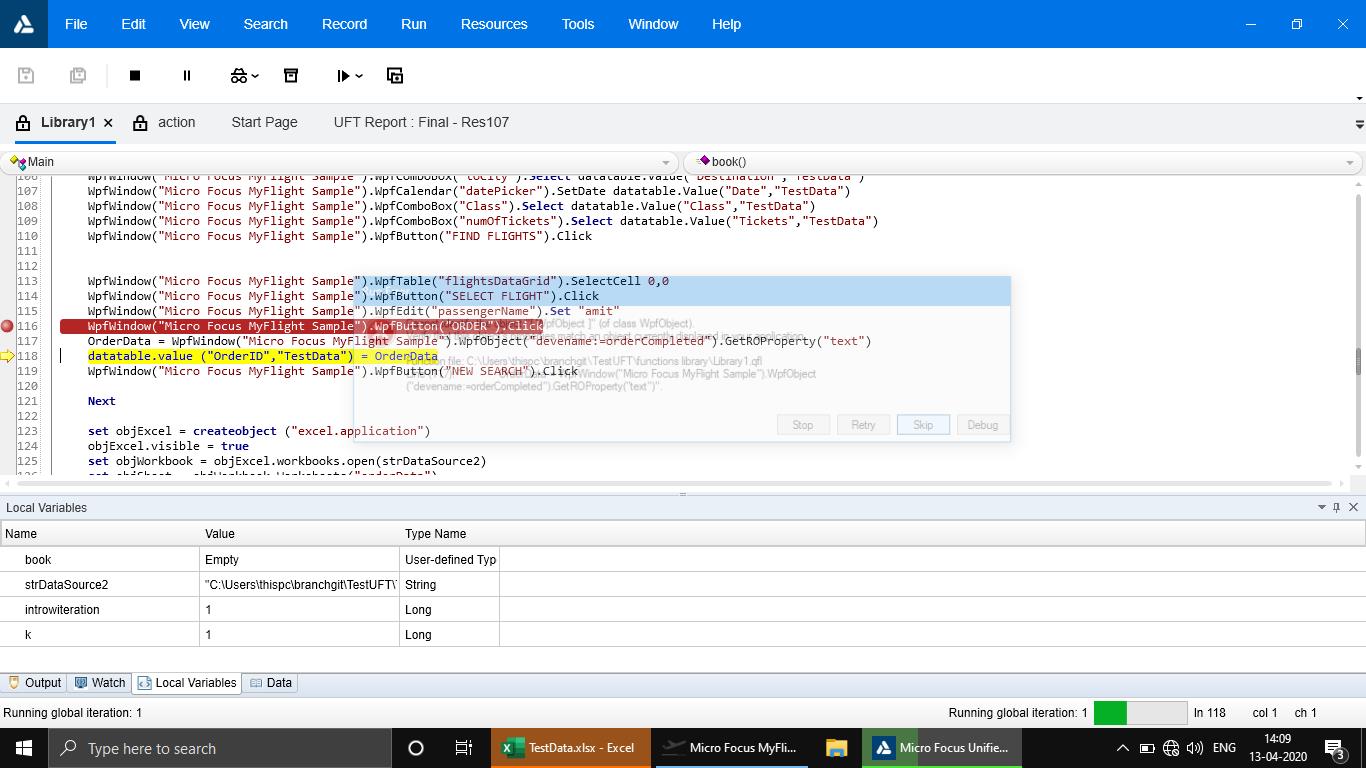 File Edit View Search Record Run Resources Tools Window Help
Library1 action Start Page UFT Report : Final - Res107
Main book()
106 WpfWindow("Micro Focus MyFlight Sample").WpfComboBox("toCity").Select datatable.Value("Destination","TestData")
107 WpfWindow("Micro Focus MyFlight Sample").WpfCalendar("datePicker").SetDate datatable.Value("Date","TestData")
108 WpfWindow("Micro Focus MyFlight Sample").WpfComboBox("Class").Select datatable.Value("Class","TestData")
109 WpfWindow("Micro Focus MyFlight Sample").WpfComboBox("numOfTickets").Select datatable.Value("Tickets","TestData")
110 WpfWindow("Micro Focus MyFlight Sample").WpfButton("FIND FLIGHTS").Click
111
112
113 WpfWindow("Micro Focus MyFlight Sample").WpfTable("flightsDataGrid").SelectCell 0,0
114 WpfWindow("Micro Focus MyFlight Sample").WpfButton("SELECT FLIGHT").Click
115 WpfWindow("Micro Focus MyFlight Sample").WpfEdit("passengerName").Set "amit"
116 WpfWindow("Micro Focus MyFlight Sample").WpfButton("ORDER").Click
WpfObject ]" (of class WpfObject).
117 OrderData = WpfWindow("Micro Focus MyFlight Sample").WpfObject("devename:=orderCompleted").GetROProperty("text")
match an object currently displayed in your application.
118 datatable.value ("OrderID","TestData") = OrderData
Function file: C:\Users\thispc\branchgit\TestUFT\functions library\Library1.qfl
119 WpfWindow("Micro Focus MyFlight Sample").WpfButton("NEW SEARCH").Click
WpfWindow("Micro Focus MyFlight Sample").WpfObject
120
("devename:=orderCompleted").GetROProperty("text")".
121 Next
122
Stop Retry Skip Debug
123 set objExcel = createobject ("excel.application")
124 objExcel.visible = true
125 set objWorkbook = objExcel.workbooks.open(strDataSource2)
126 set objSheet = objWorkbook.Worksheets("orderData")
Local Variables
Name Value Type Name
book Empty User-defined Typ
strDataSource2 "C:\Users\thispc\branchgit\TestUFT\ String
introwiteration 1 Long
k 1 Long
Output Watch Local Variables Data
Running global iteration: 1 Running global iteration: 1 ln 118 col 1 ch 1
Type here to search TestData.xlsx - Excel Micro Focus MyFli... Micro Focus Unifie... ENG 14:09
13-04-2020 3